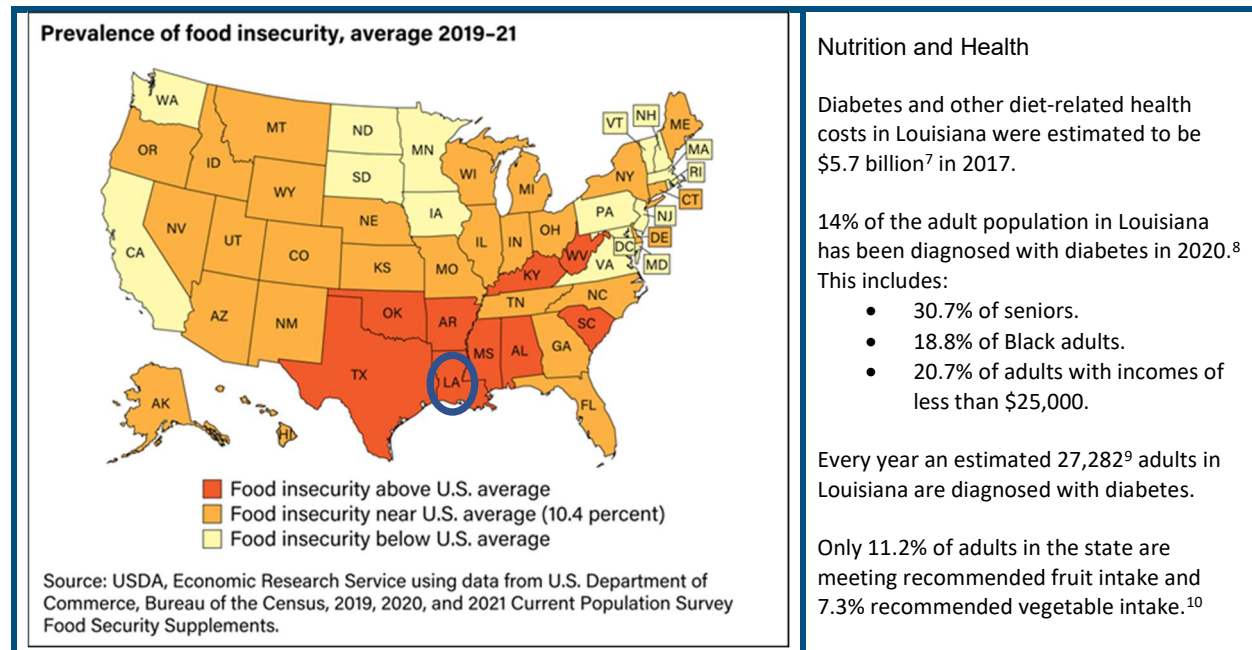 Prevalence of food insecurity, average 2019–21
WA
MT
ND
MN
VT
NH
ME
OR
ID
SD
WI
MI
NY
MA
RI
WY
IA
PA
CT
NJ
NV
NE
IL
IN
OH
DE
DC
MD
CA
UT
CO
KS
MO
KY
WV
VA
AZ
NM
OK
AR
TN
NC
SC
TX
LA
MS
AL
GA
AK
HI
FL
Food insecurity above U.S. average
Food insecurity near U.S. average (10.4 percent)
Food insecurity below U.S. average
Source: USDA, Economic Research Service using data from U.S. Department of
Commerce, Bureau of the Census, 2019, 2020, and 2021 Current Population Survey
Food Security Supplements.
Nutrition and Health
Diabetes and other diet-related health
costs in Louisiana were estimated to be
$5.7 billion⁷ in 2017.
14% of the adult population in Louisiana
has been diagnosed with diabetes in 2020.⁸
This includes:
• 30.7% of seniors.
• 18.8% of Black adults.
• 20.7% of adults with incomes of
less than $25,000.
Every year an estimated 27,282⁹ adults in
Louisiana are diagnosed with diabetes.
Only 11.2% of adults in the state are
meeting recommended fruit intake and
7.3% recommended vegetable intake.¹⁰